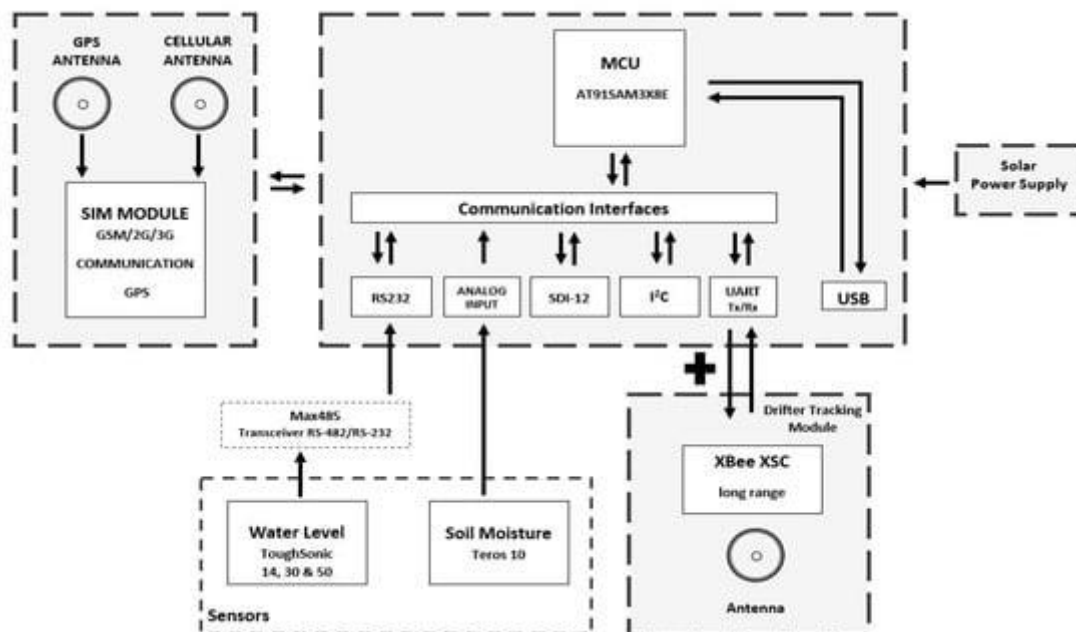 GPS
ANTENNA
CELLULAR
ANTENNA
SIM MODULE
GSM/2G/3G
COMMUNICATION
GPS
MCU
AT91SAM3X8E
Communication Interfaces
RS232
ANALOG
INPUT
SDI-12
I²C
UART
Tx/Rx
USB
Solar
Power Supply
Max485
Transceiver RS-482/RS-232
Water Level
ToughSonic
14, 30 & 50
Soil Moisture
Teros 10
Sensors
Drifter Tracking
Module
XBee XSC
long range
Antenna